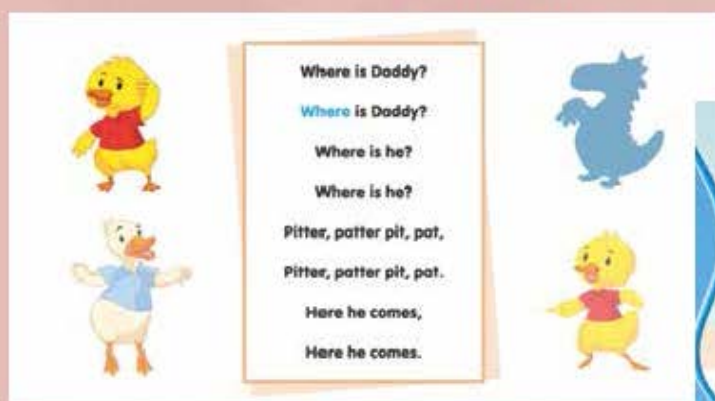 Where is Daddy?
Where is Daddy?
Where is he?
Where is he?
Pitter, patter pit, pat,
Pitter, patter pit, pat.
Here he comes,
Here he comes.